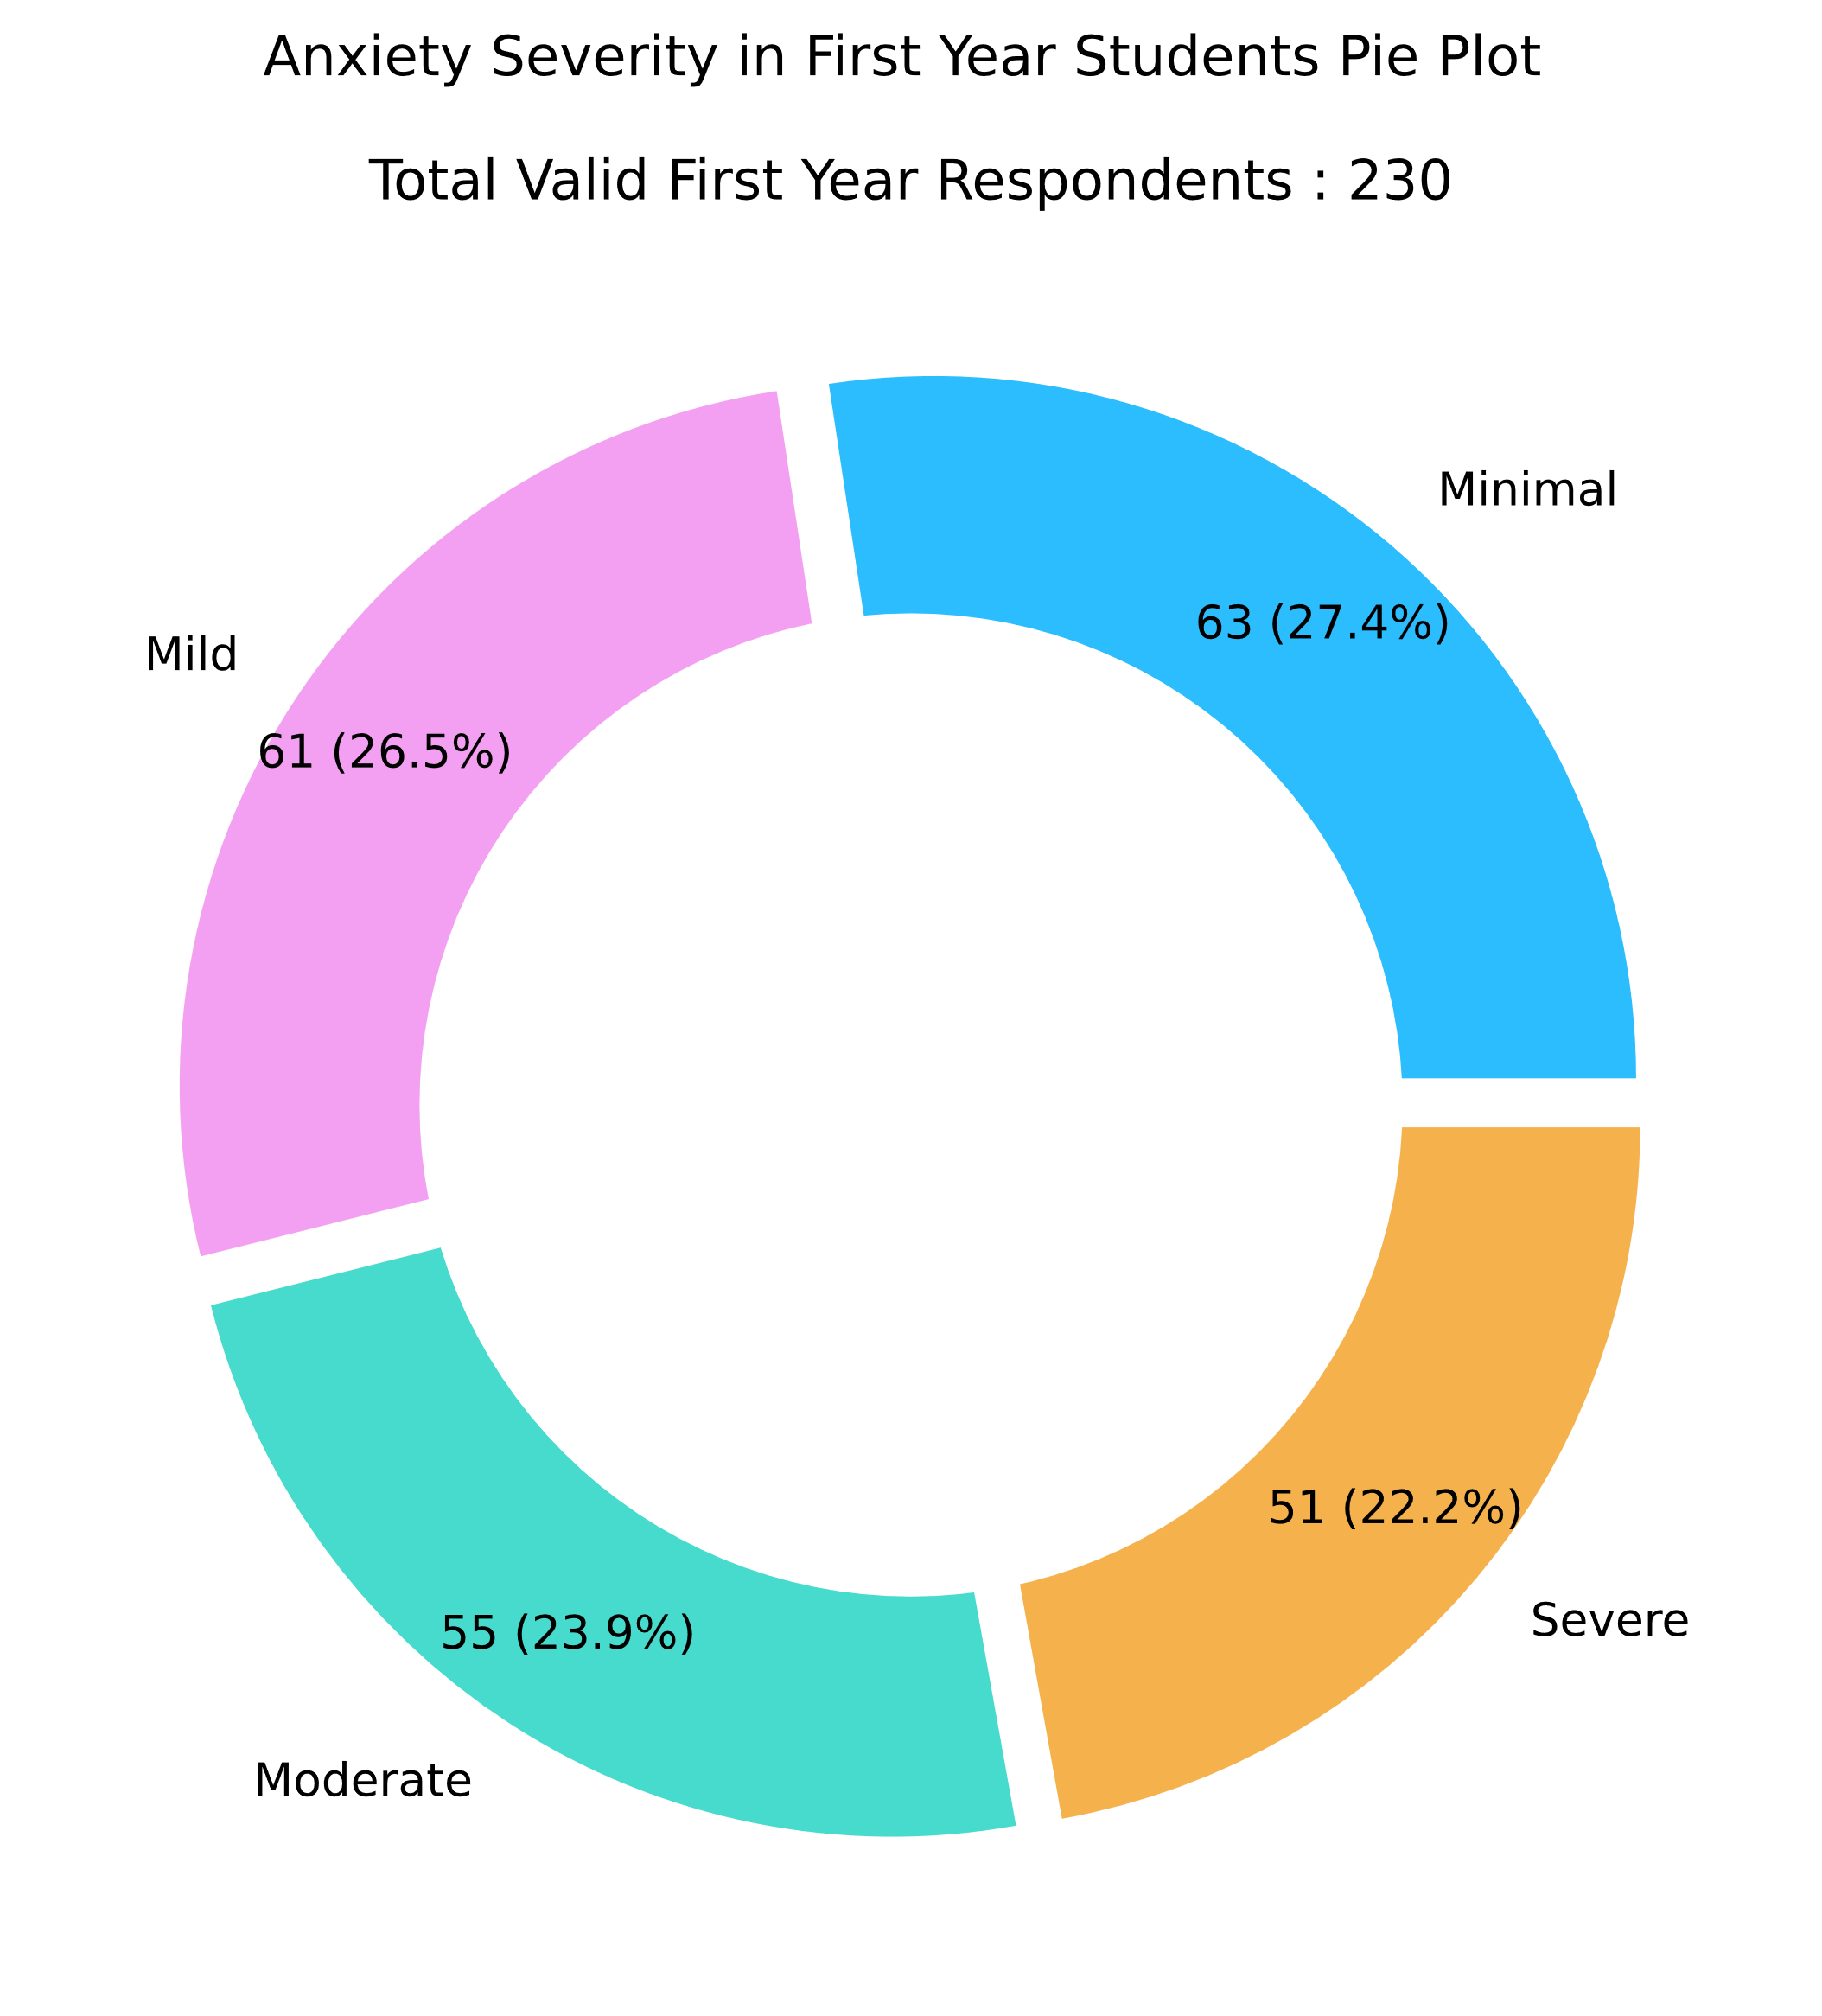 Anxiety Severity in First Year Students Pie Plot
Total Valid First Year Respondents : 230
Minimal
63 (27.4%)
Mild
61 (26.5%)
51 (22.2%)
Severe
55 (23.9%)
Moderate